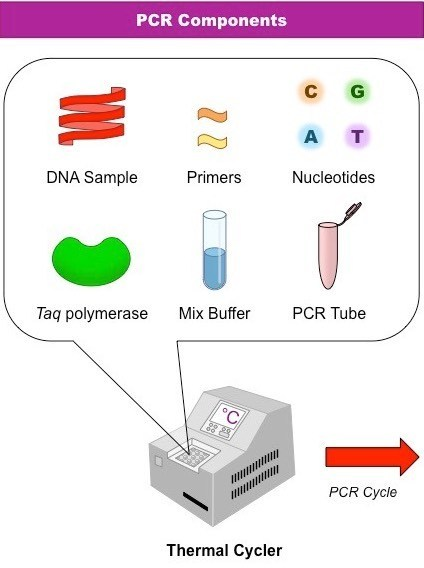 PCR Components
C G
A T
DNA Sample Primers Nucleotides
Taq polymerase Mix Buffer PCR Tube
°C
PCR Cycle
Thermal Cycler